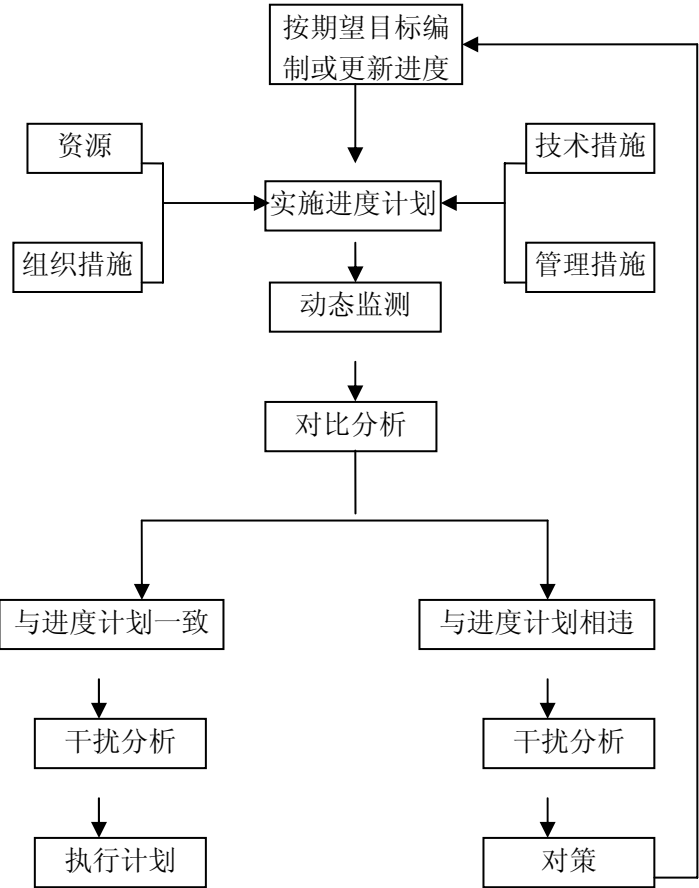 按期望目标编
制或更新进度
资源
技术措施
实施进度计划
组织措施
管理措施
动态监测
对比分析
与进度计划一致
与进度计划相违
干扰分析
干扰分析
执行计划
对策